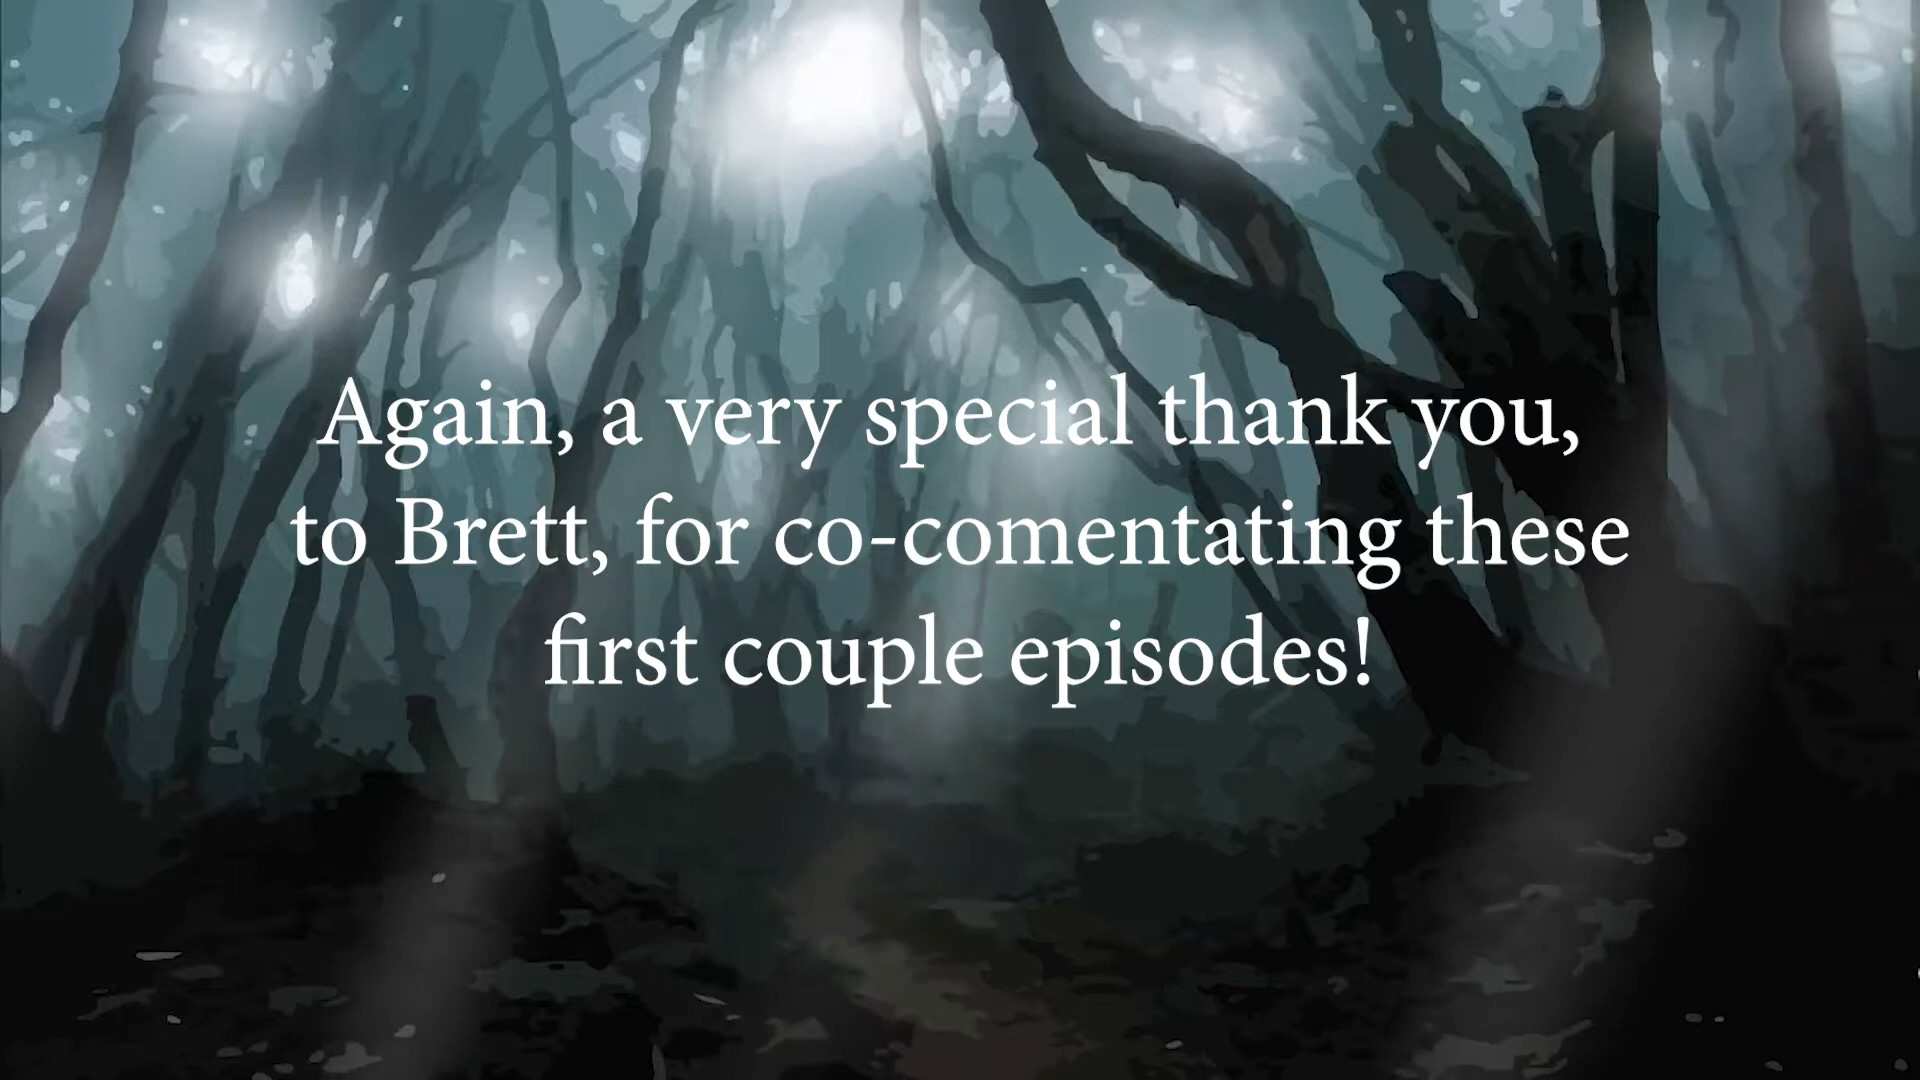 Again, a very special thank you,
to Brett, for co-comentating these
first couple episodes!